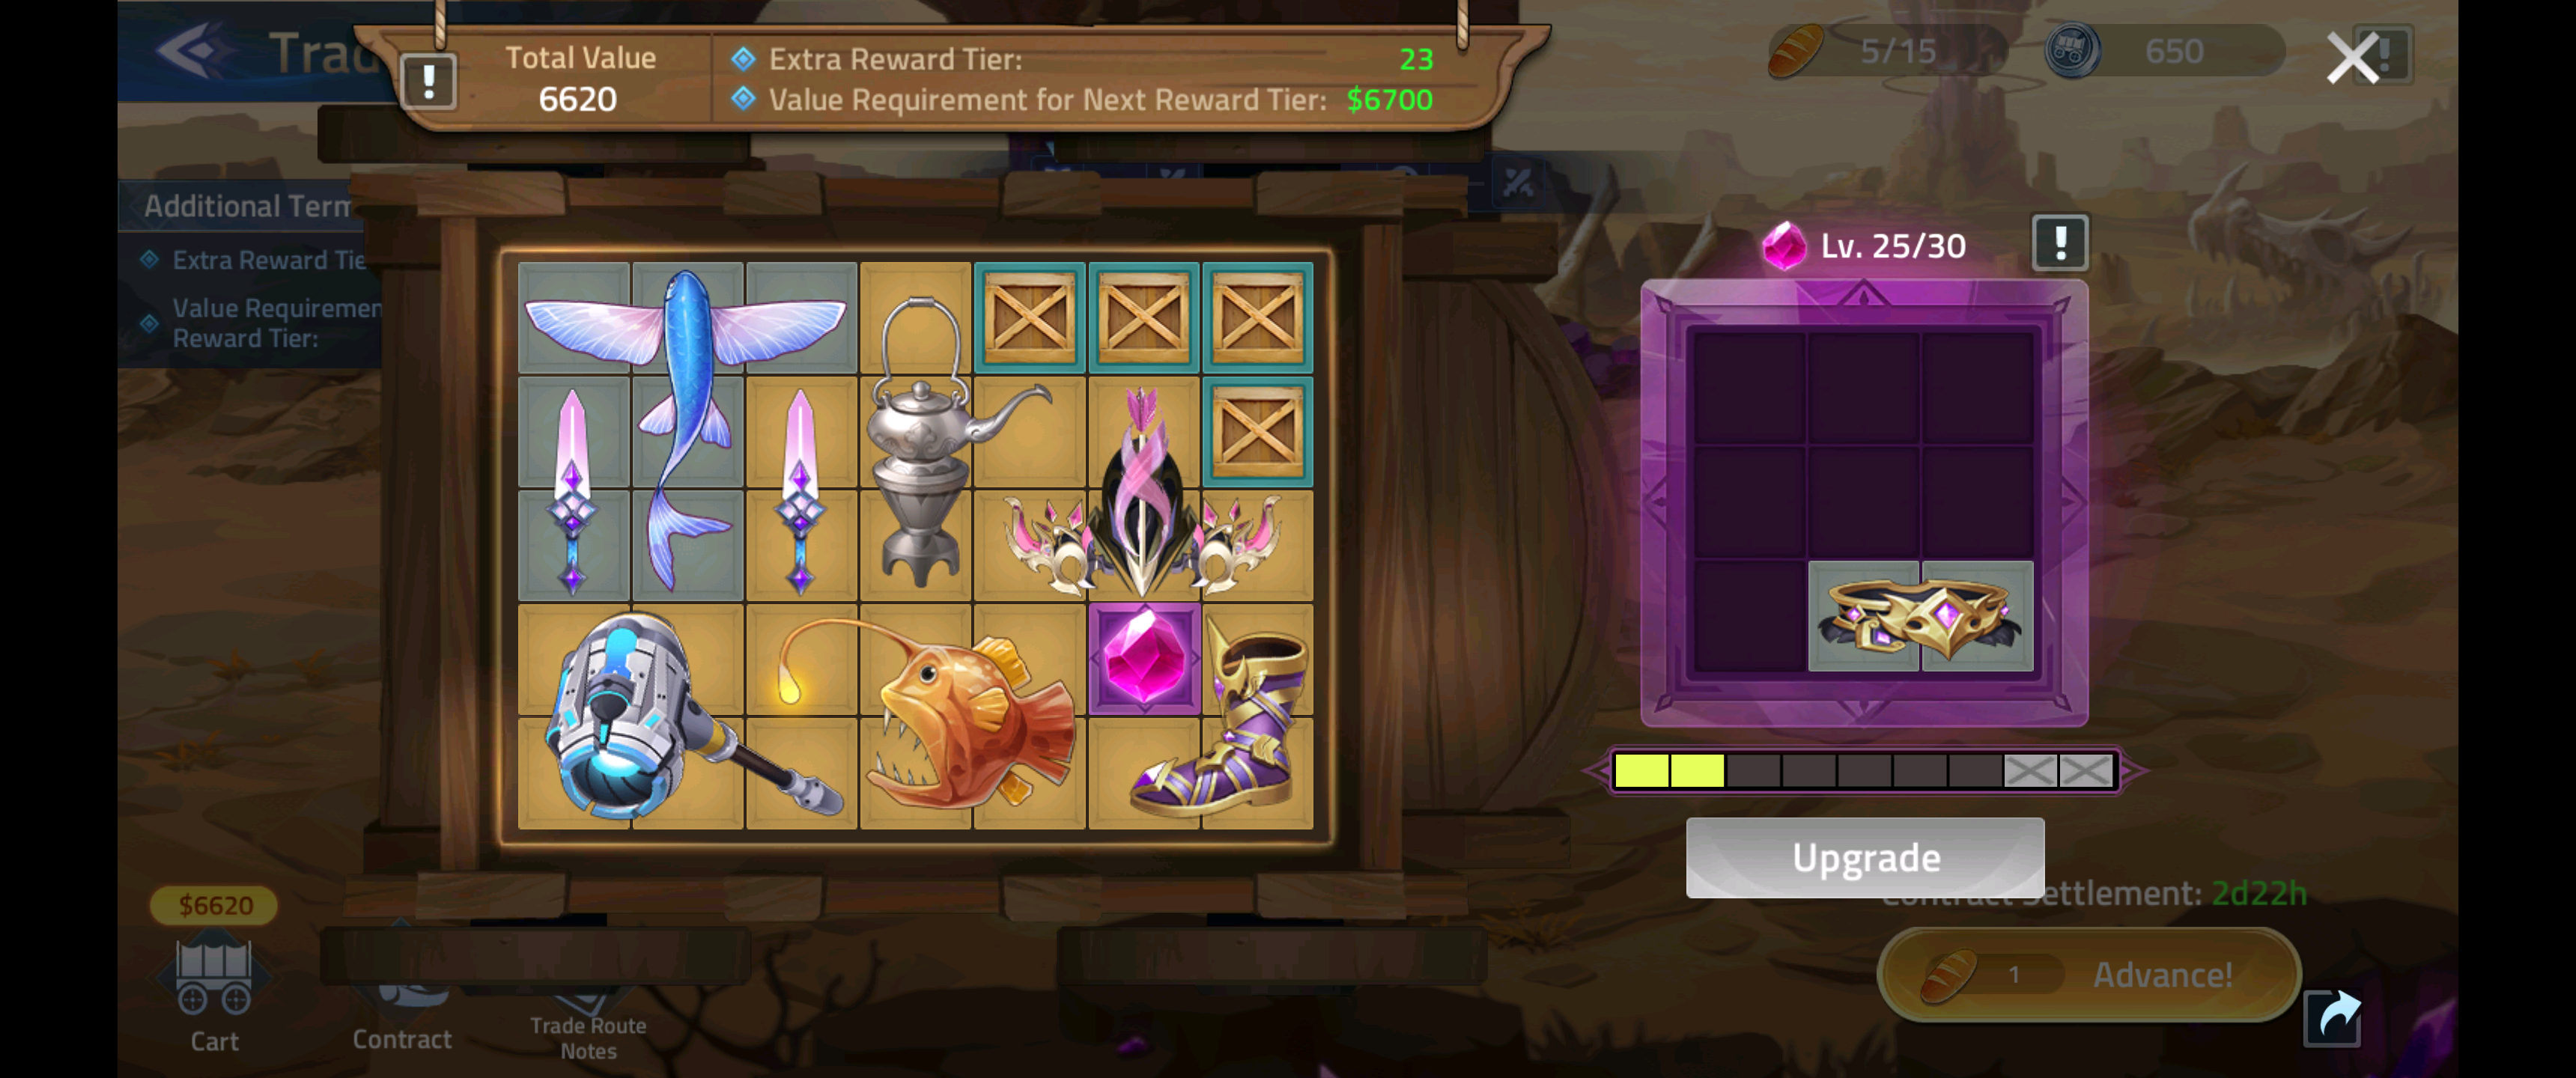 Trad
Total Value
6620
Extra Reward Tier: 23
Value Requirement for Next Reward Tier: $6700
5/15
650
Additional Term
Extra Reward Tie
Value Requiremen
Reward Tier:
Lv. 25/30
Upgrade
Contract Settlement: 2d22h
1 Advance!
$6620
Cart
Contract
Trade Route
Notes